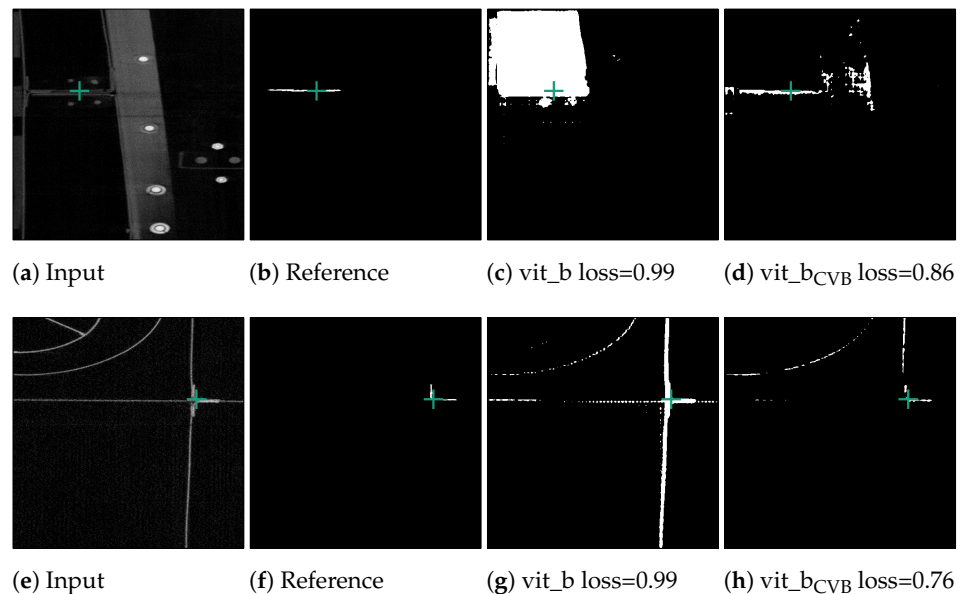 (a) Input (b) Reference (c) vit_b loss=0.99 (d) vit_bCVB loss=0.86
(e) Input (f) Reference (g) vit_b loss=0.99 (h) vit_bCVB loss=0.76